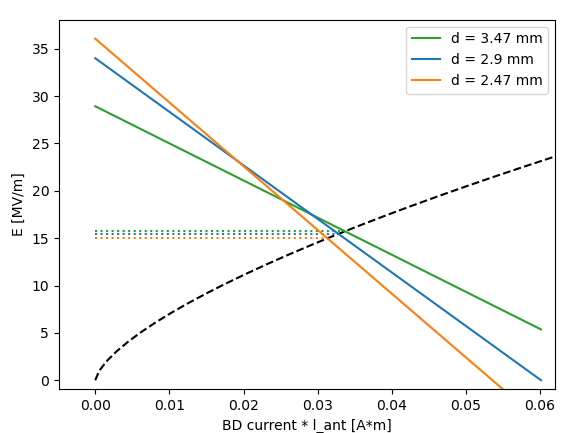 d = 3.47 mm
d = 2.9 mm
d = 2.47 mm
E [MV/m]
35
30
25
20
15
10
5
0
0.00 0.01 0.02 0.03 0.04 0.05 0.06
BD current * l_ant [A*m]